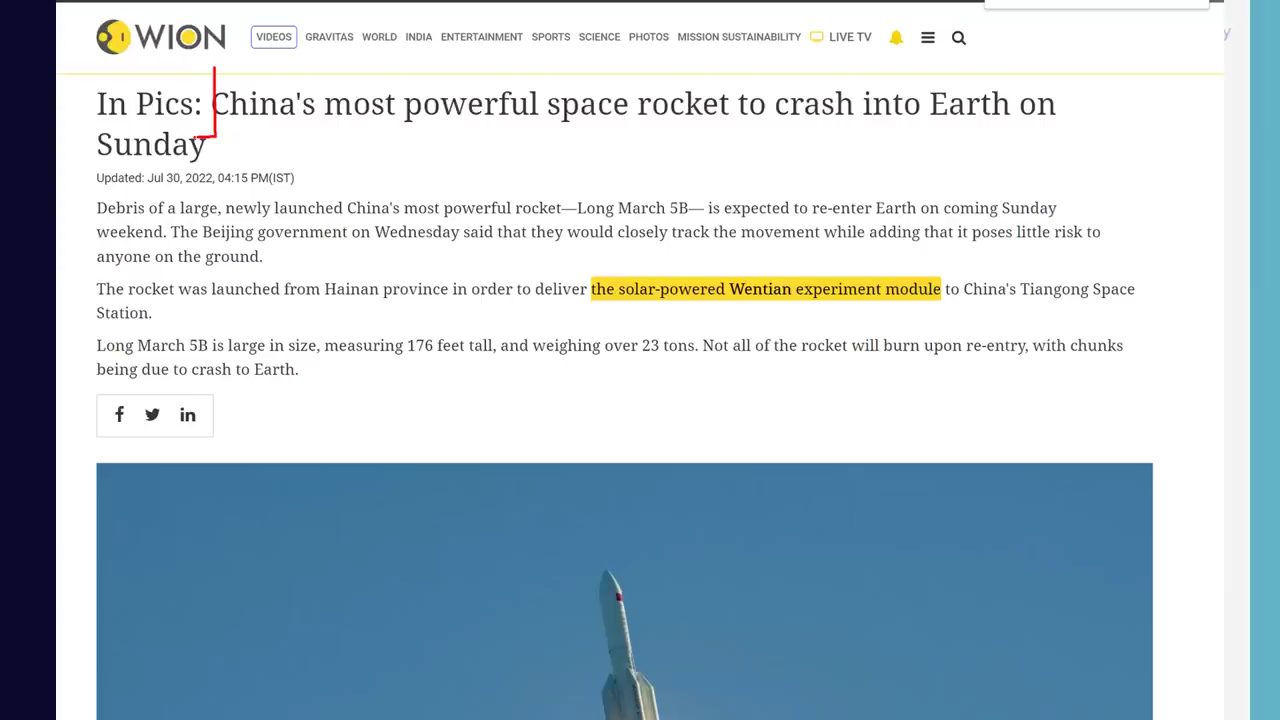 WION VIDEOS GRAVITAS WORLD INDIA ENTERTAINMENT SPORTS SCIENCE PHOTOS MISSION SUSTAINABILITY LIVE TV
In Pics: China's most powerful space rocket to crash into Earth on
Sunday
Updated: Jul 30, 2022, 04:15 PM(IST)
Debris of a large, newly launched China's most powerful rocket—Long March 5B— is expected to re-enter Earth on coming Sunday
weekend. The Beijing government on Wednesday said that they would closely track the movement while adding that it poses little risk to
anyone on the ground.
The rocket was launched from Hainan province in order to deliver the solar-powered Wentian experiment module to China's Tiangong Space
Station.
Long March 5B is large in size, measuring 176 feet tall, and weighing over 23 tons. Not all of the rocket will burn upon re-entry, with chunks
being due to crash to Earth.